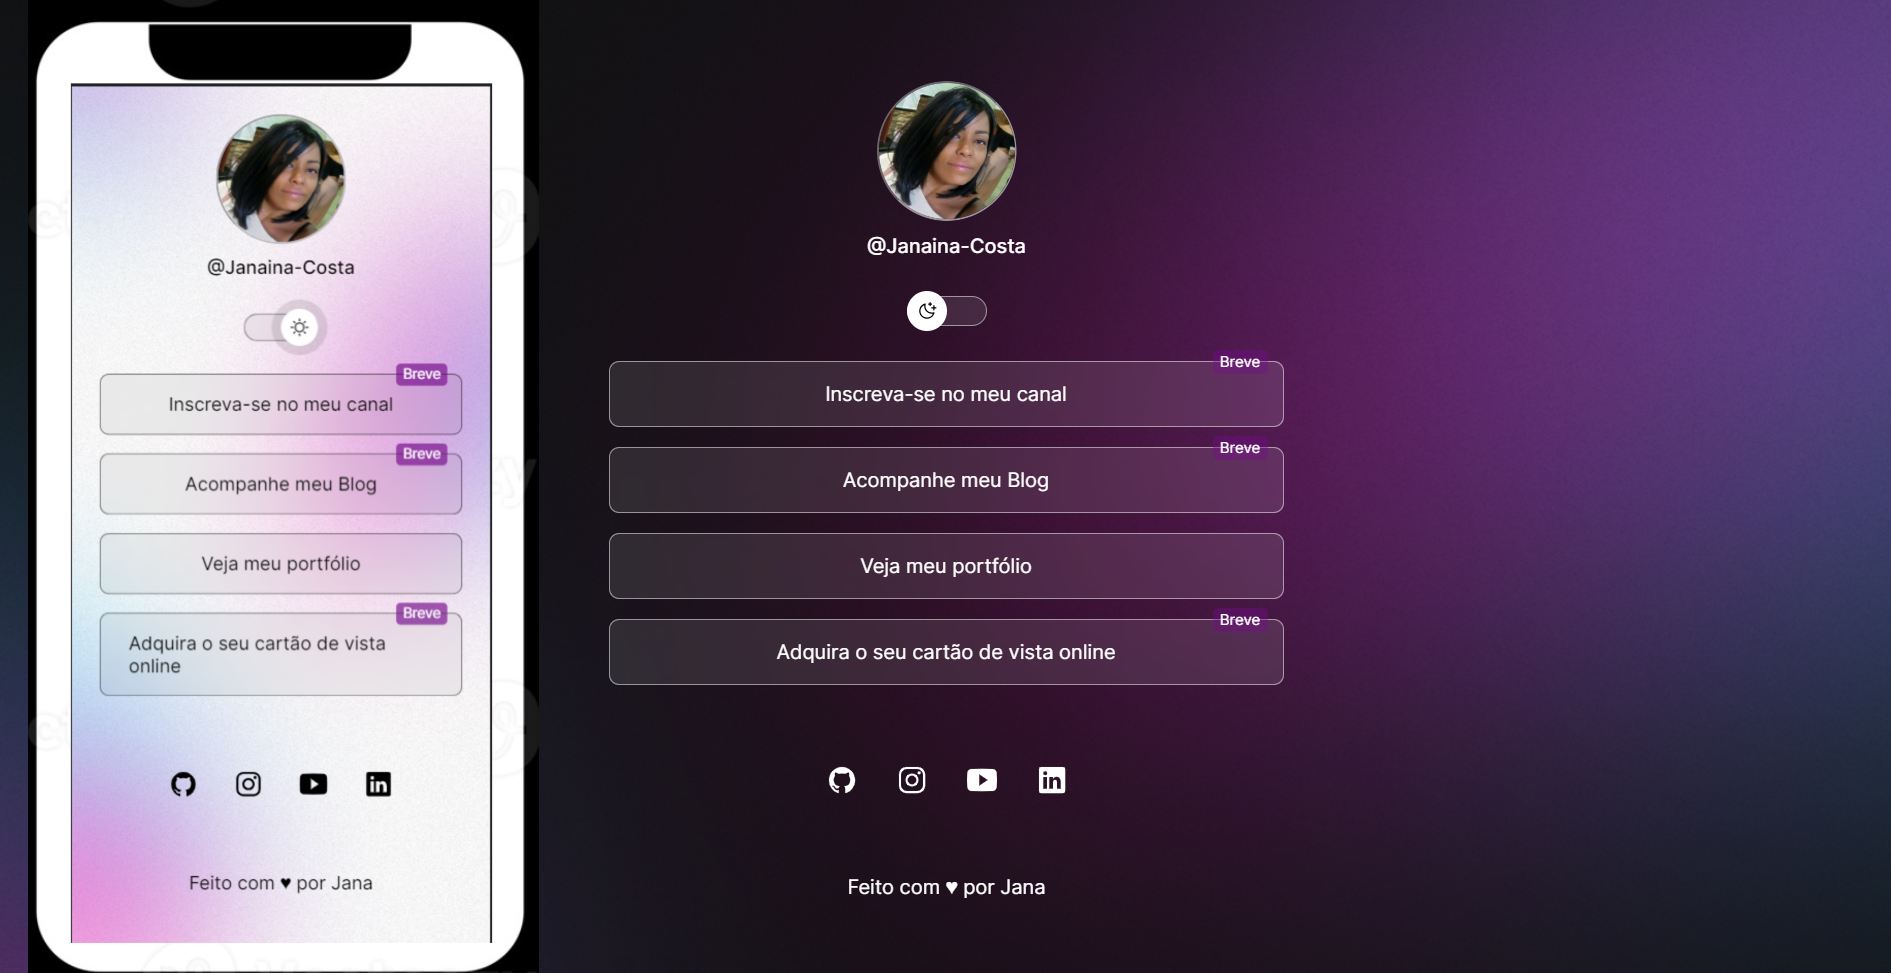 @Janaina-Costa
Breve
Inscreva-se no meu canal
Breve
Acompanhe meu Blog
Veja meu portfólio
Breve
Adquira o seu cartão de vista
online
Feito com ♥ por Jana
@Janaina-Costa
Breve
Inscreva-se no meu canal
Breve
Acompanhe meu Blog
Veja meu portfólio
Breve
Adquira o seu cartão de vista online
Feito com ♥ por Jana